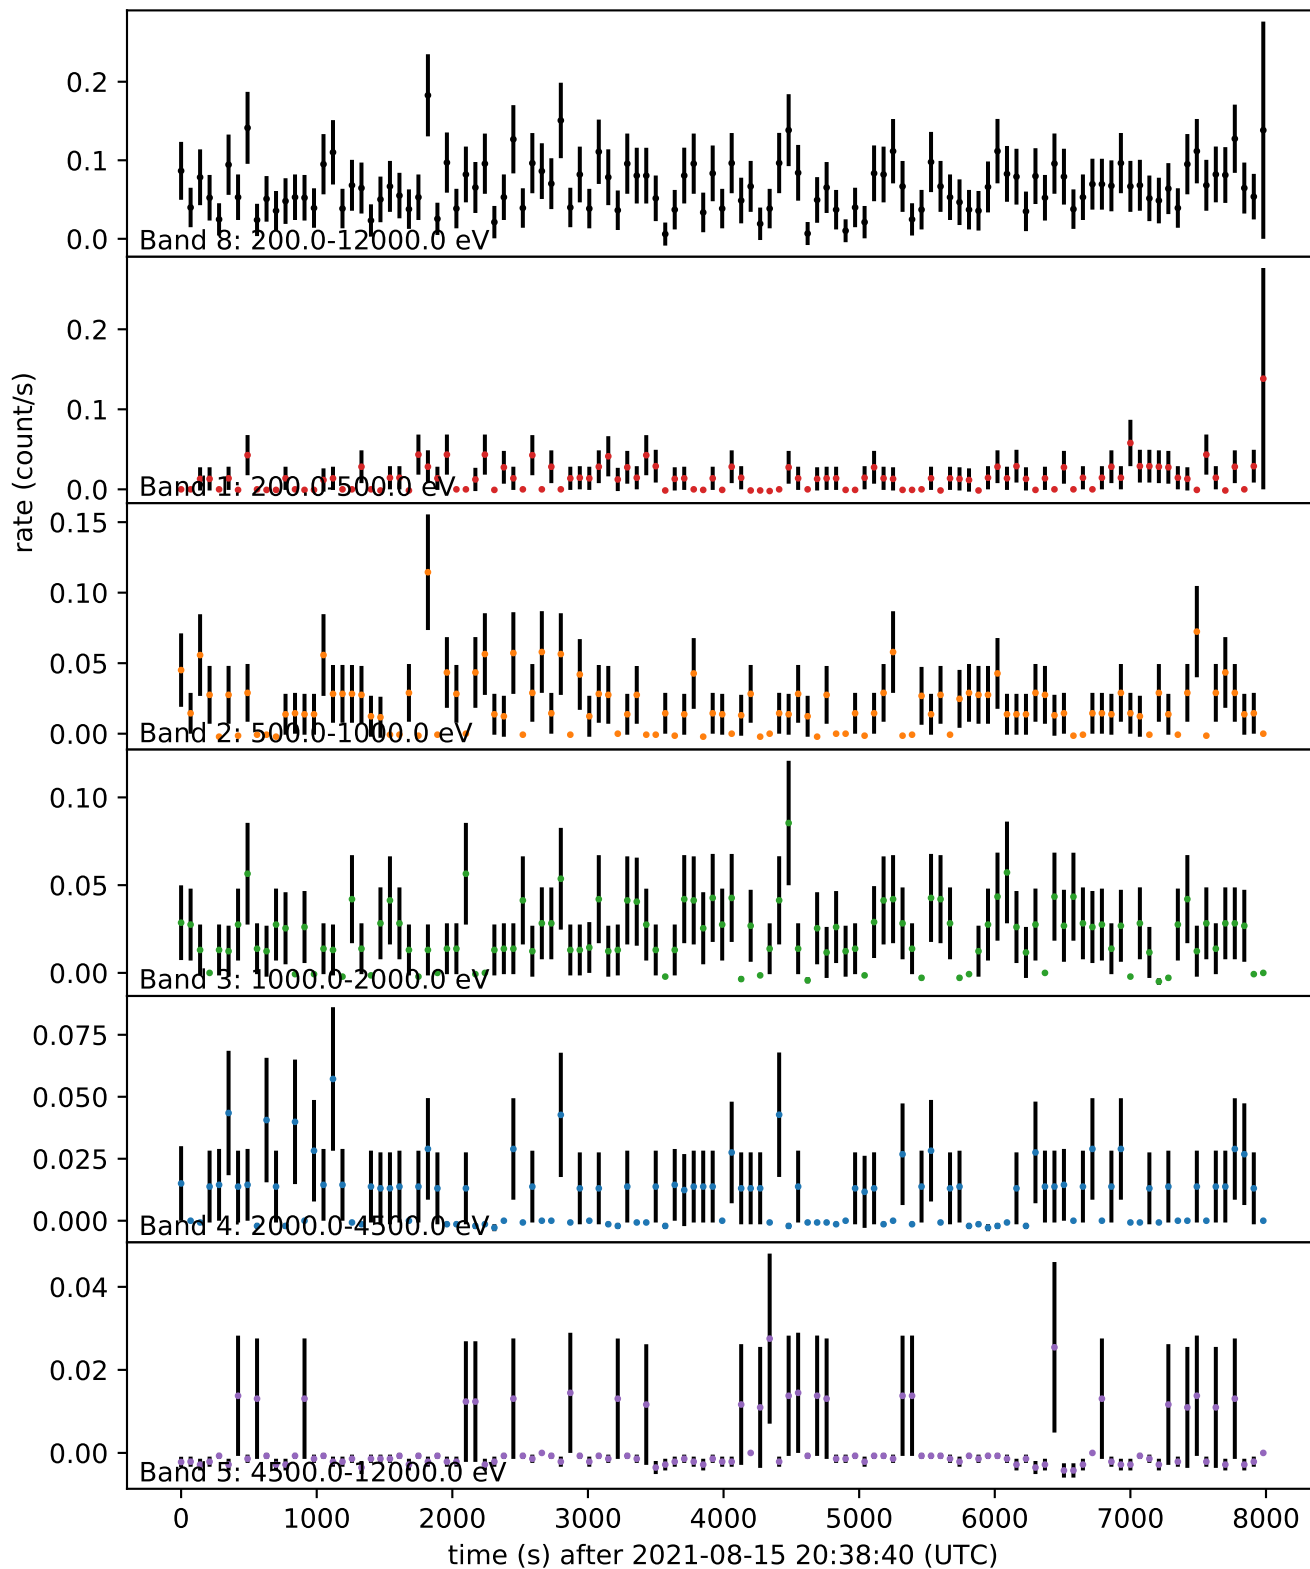 0.2
0.1
0.0
Band 8: 200.0-12000.0 eV
0.2
0.1
0.0
Band 1: 200.0-500.0 eV
rate (count/s)
0.15
0.10
0.05
0.00
Band 2: 500.0-1000.0 eV
0.10
0.05
0.00
Band 3: 1000.0-2000.0 eV
0.075
0.050
0.025
0.000
Band 4: 2000.0-4500.0 eV
0.04
0.02
0.00
Band 5: 4500.0-12000.0 eV
0 1000 2000 3000 4000 5000 6000 7000 8000
time (s) after 2021-08-15 20:38:40 (UTC)